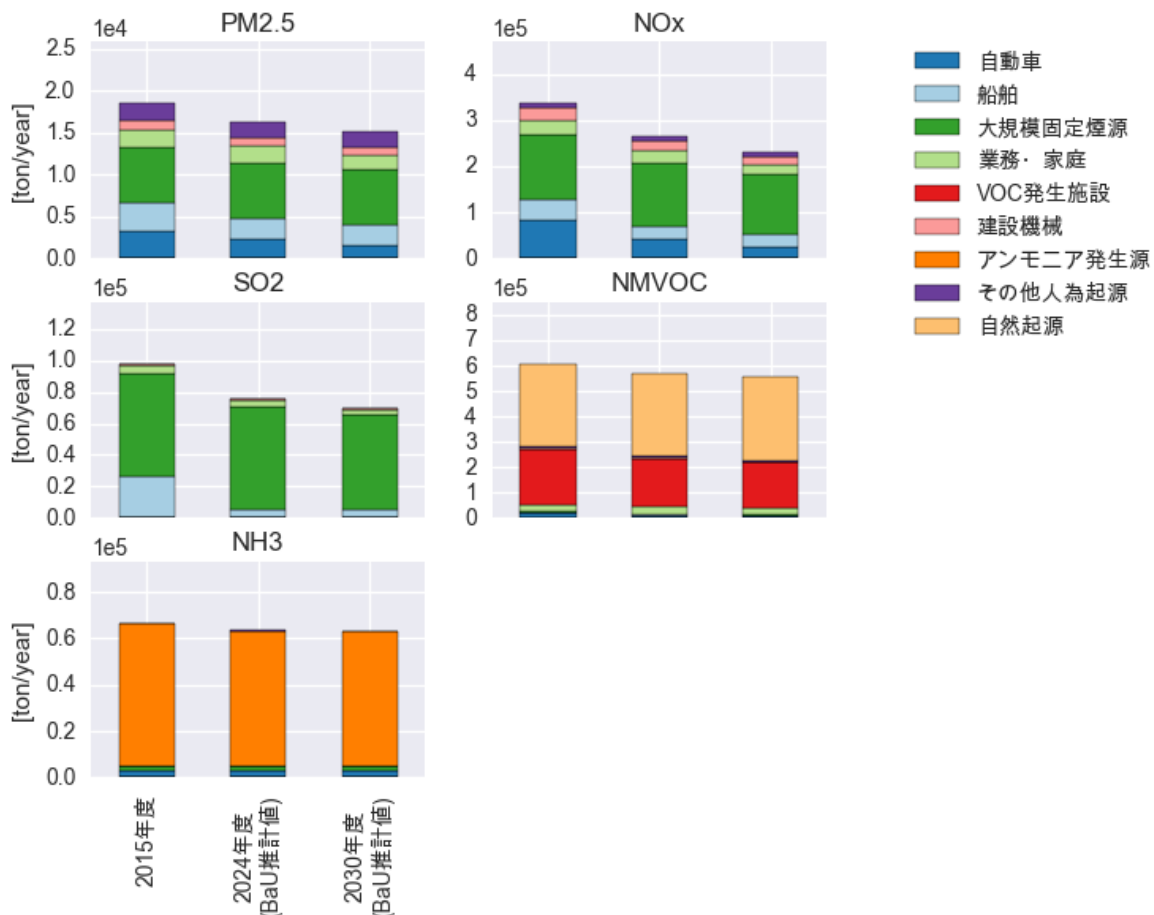 PM2.5
1e4
2.5
2.0
1.5
1.0
0.5
0.0
[ton/year]
NOx
1e5
4
3
2
1
0
自動車
船舶
大規模固定煙源
業務・家庭
VOC発生施設
建設機械
アンモニア発生源
その他人為起源
自然起源
SO2
1e5
1.2
1.0
0.8
0.6
0.4
0.2
0.0
[ton/year]
NMVOC
1e5
8
7
6
5
4
3
2
1
0
NH3
1e5
0.8
0.6
0.4
0.2
0.0
[ton/year]
2015年度
2024年度
(BaU推計値)
2030年度
(BaU推計値)